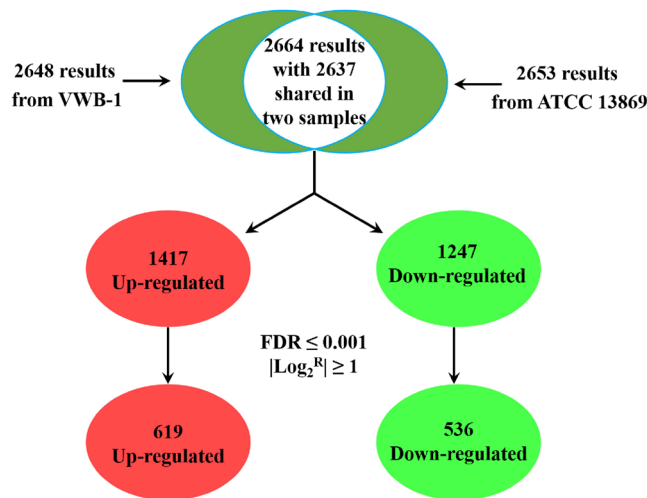 2664 results
with 2637
shared in
two samples
2648 results
from VWB-1
2653 results
from ATCC 13869
1417
Up-regulated
1247
Down-regulated
FDR ≤ 0.001
|Log₂ᴿ| ≥ 1
619
Up-regulated
536
Down-regulated